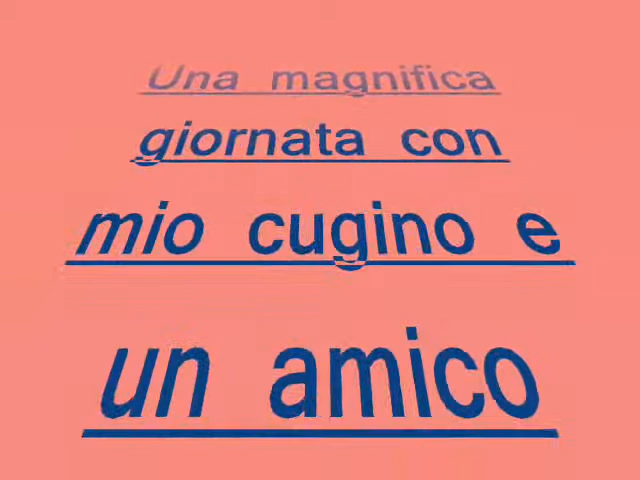 Una magnifica
giornata con
mio cugino e
un amico